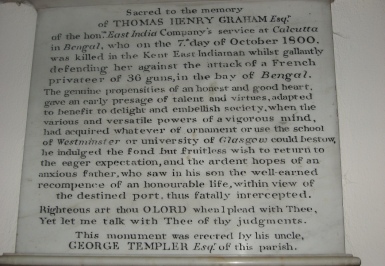 Sacred to the memory
of THOMAS HENRY GRAHAM Esqr.
of the honble. East India Company's service at Calcutta
in Bengal, who on the 7th. day of October 1800.
was killed in the Kent East Indiaman whilst gallantly
defending her against the attack of a French
privateer of 36 guns, in the bay of Bengal.
The genuine propensities of an honest and good heart,
gave an early presage of talent and virtues, adapted
to benefit to delight and embellish society, when the
various and versatile powers of a vigorous mind,
had acquired whatever of ornament or use the school
of Westminster or university of Glasgow could bestow,
he indulged the fond but fruitless wish to return to
the eager expectation, and the ardent hopes of an
anxious father, who saw in his son the well-earned
recompence of an honourable life, within view of
the destined port, thus fatally intercepted.
Righteous art thou O LORD when I plead with Thee,
Yet let me talk with Thee of thy judgments.
This monument was erected by his uncle,
GEORGE TEMPLER Esqr. of this parish.